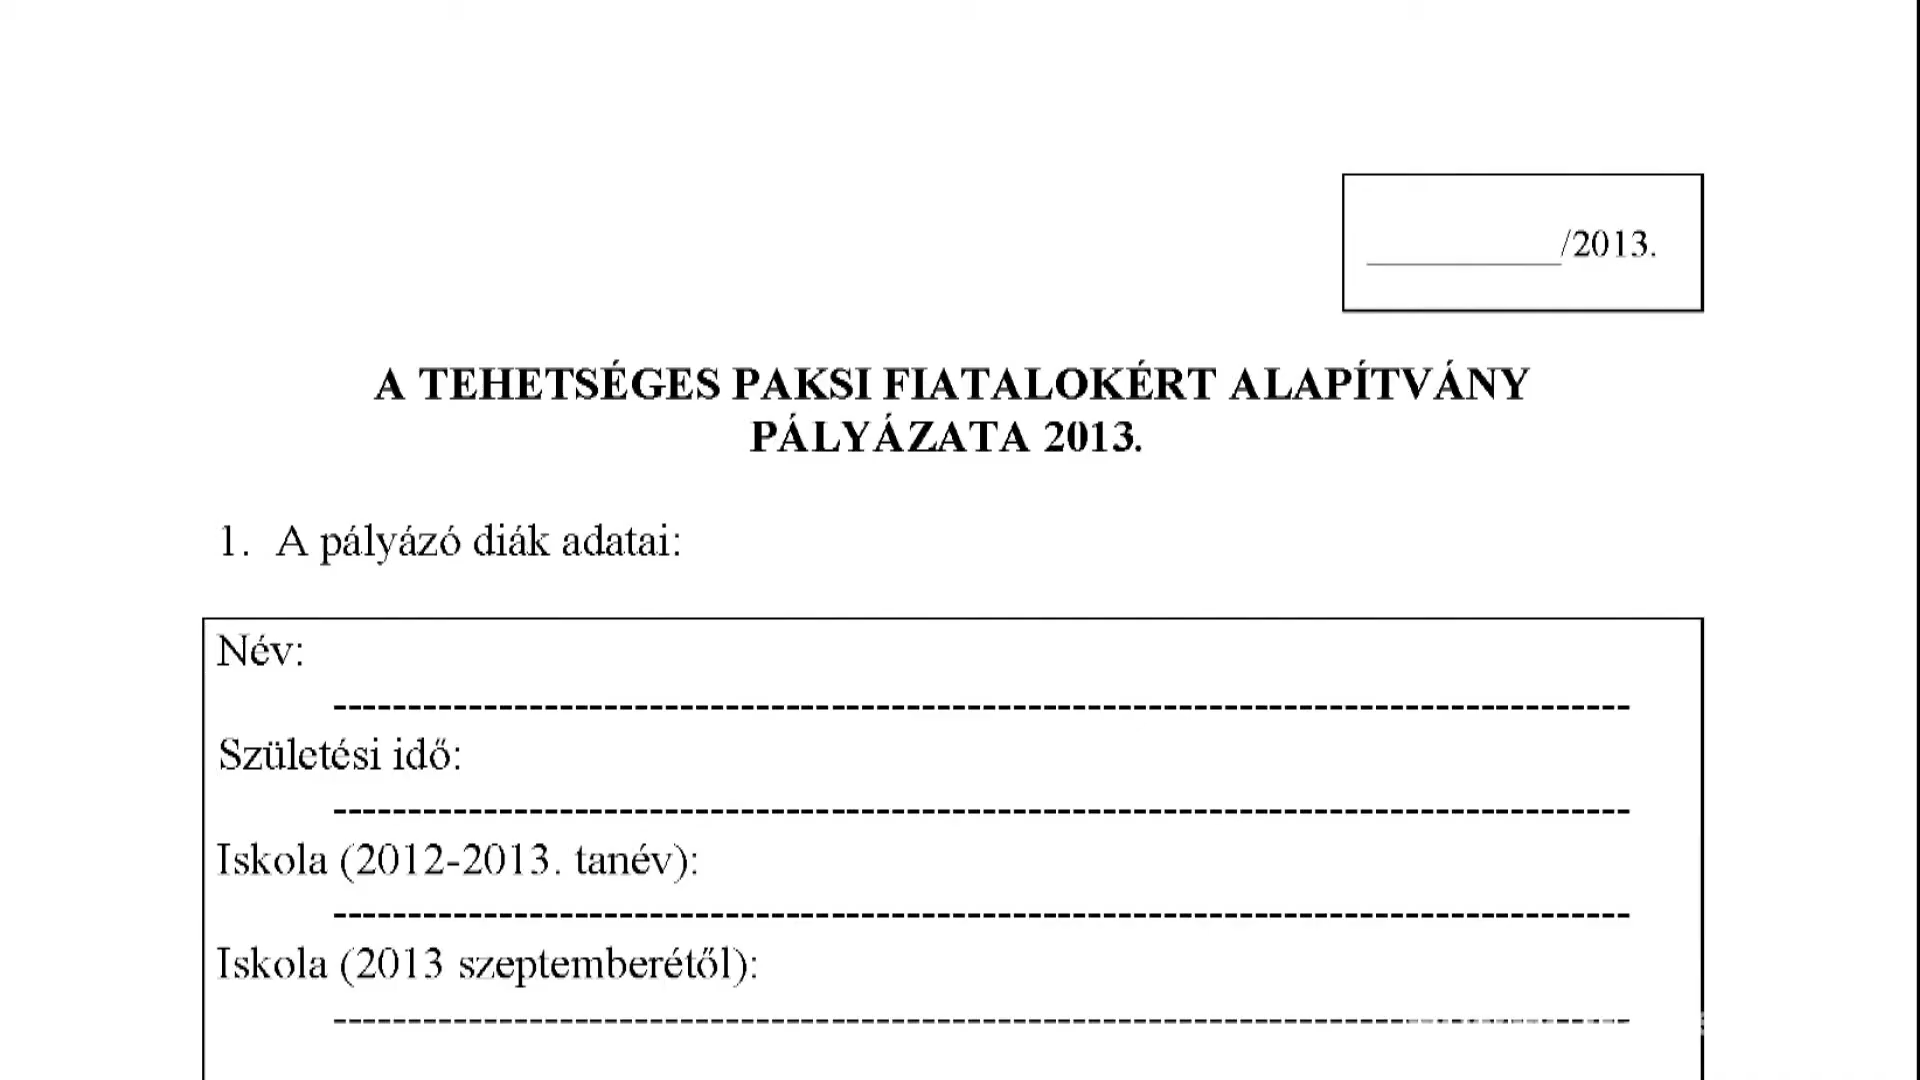 __________/2013.
A TEHETSÉGES PAKSI FIATALOKÉRT ALAPÍTVÁNY
PÁLYÁZATA 2013.
1. A pályázó diák adatai:
Név:
Születési idő:
Iskola (2012-2013. tanév):
Iskola (2013 szeptemberétől):